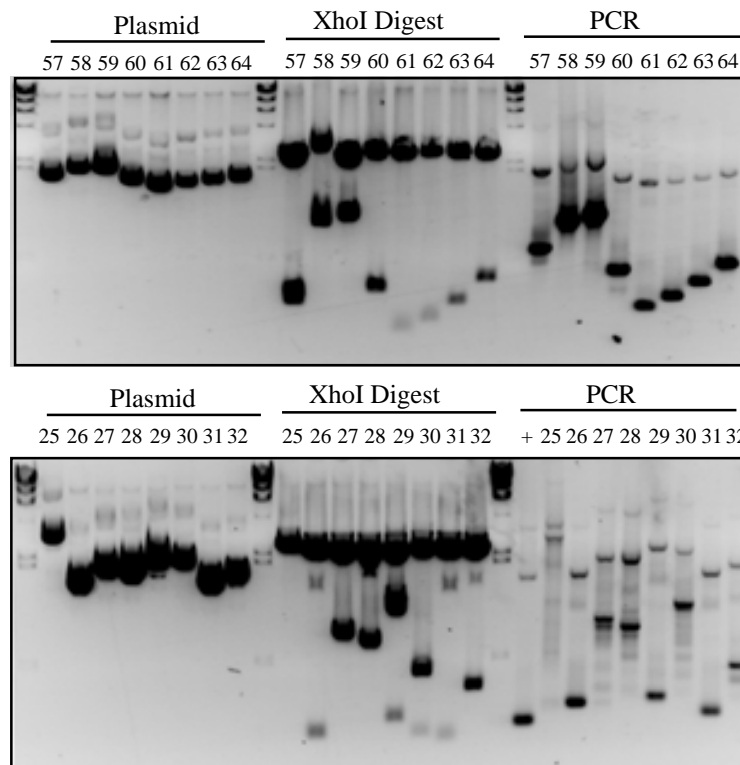 Plasmid XhoI Digest PCR
57 58 59 60 61 62 63 64 57 58 59 60 61 62 63 64 57 58 59 60 61 62 63 64
Plasmid XhoI Digest PCR
25 26 27 28 29 30 31 32 25 26 27 28 29 30 31 32 + 25 26 27 28 29 30 31 32